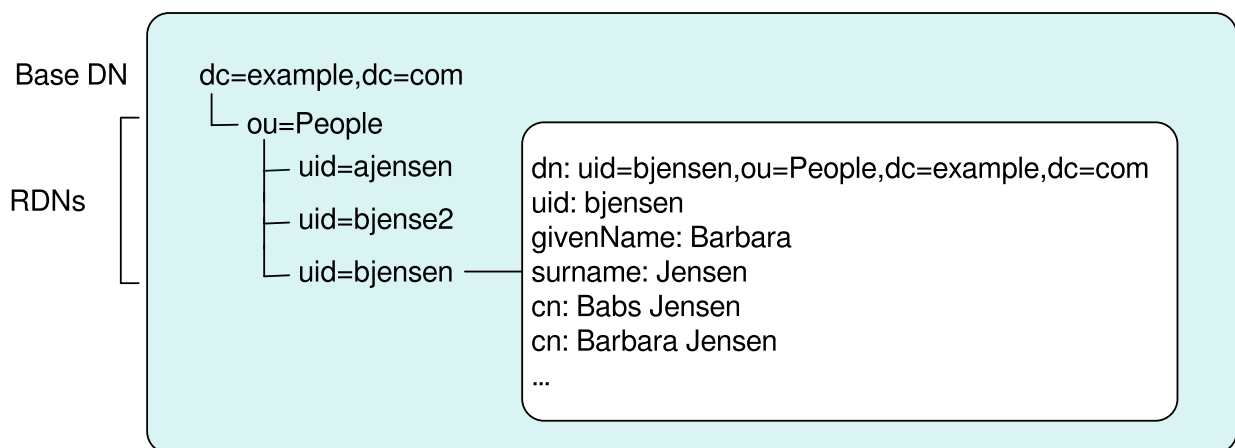 Base DN
dc=example,dc=com
ou=People
RDNs
uid=ajensen
uid=bjense2
uid=bjensen
dn: uid=bjensen,ou=People,dc=example,dc=com
uid: bjensen
givenName: Barbara
surname: Jensen
cn: Babs Jensen
cn: Barbara Jensen
...